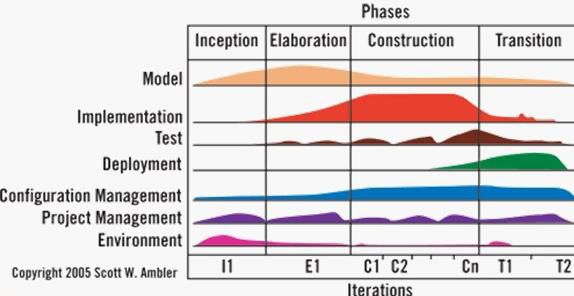 Phases
Inception Elaboration Construction Transition
Model
Implementation
Test
Deployment
Configuration Management
Project Management
Environment
I1 E1 C1 C2 Cn T1 T2
Copyright 2005 Scott W. Ambler
Iterations